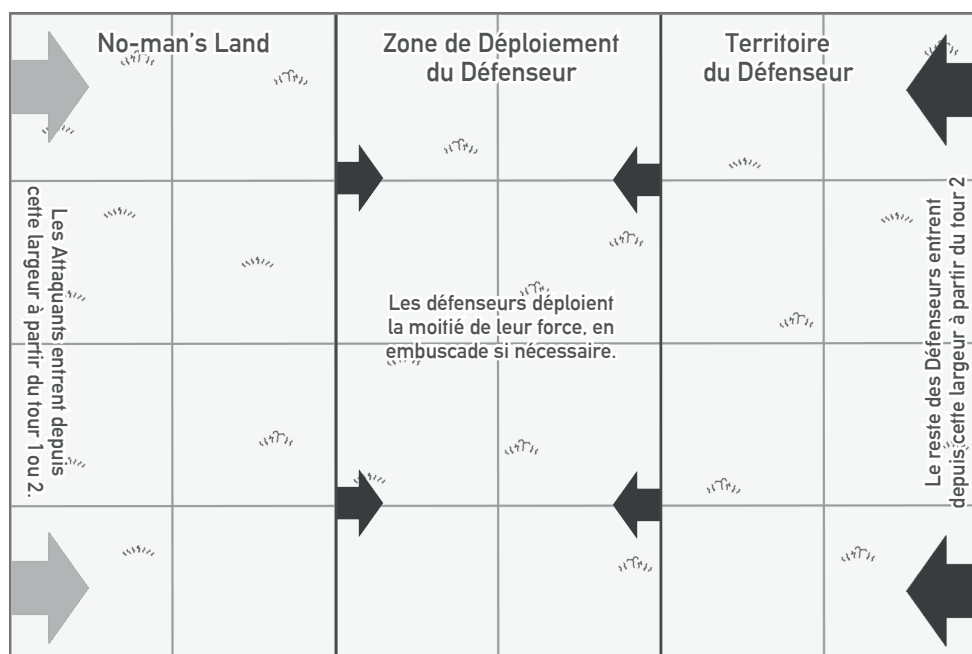 No-man's Land
Zone de Déploiement
du Défenseur
Territoire
du Défenseur
Les Attaquants entrent depuis
cette largeur à partir du tour 1 ou 2.
Les défenseurs déploient
la moitié de leur force, en
embuscade si nécessaire.
Le reste des Défenseurs entrent
depuis cette largeur à partir du tour 2